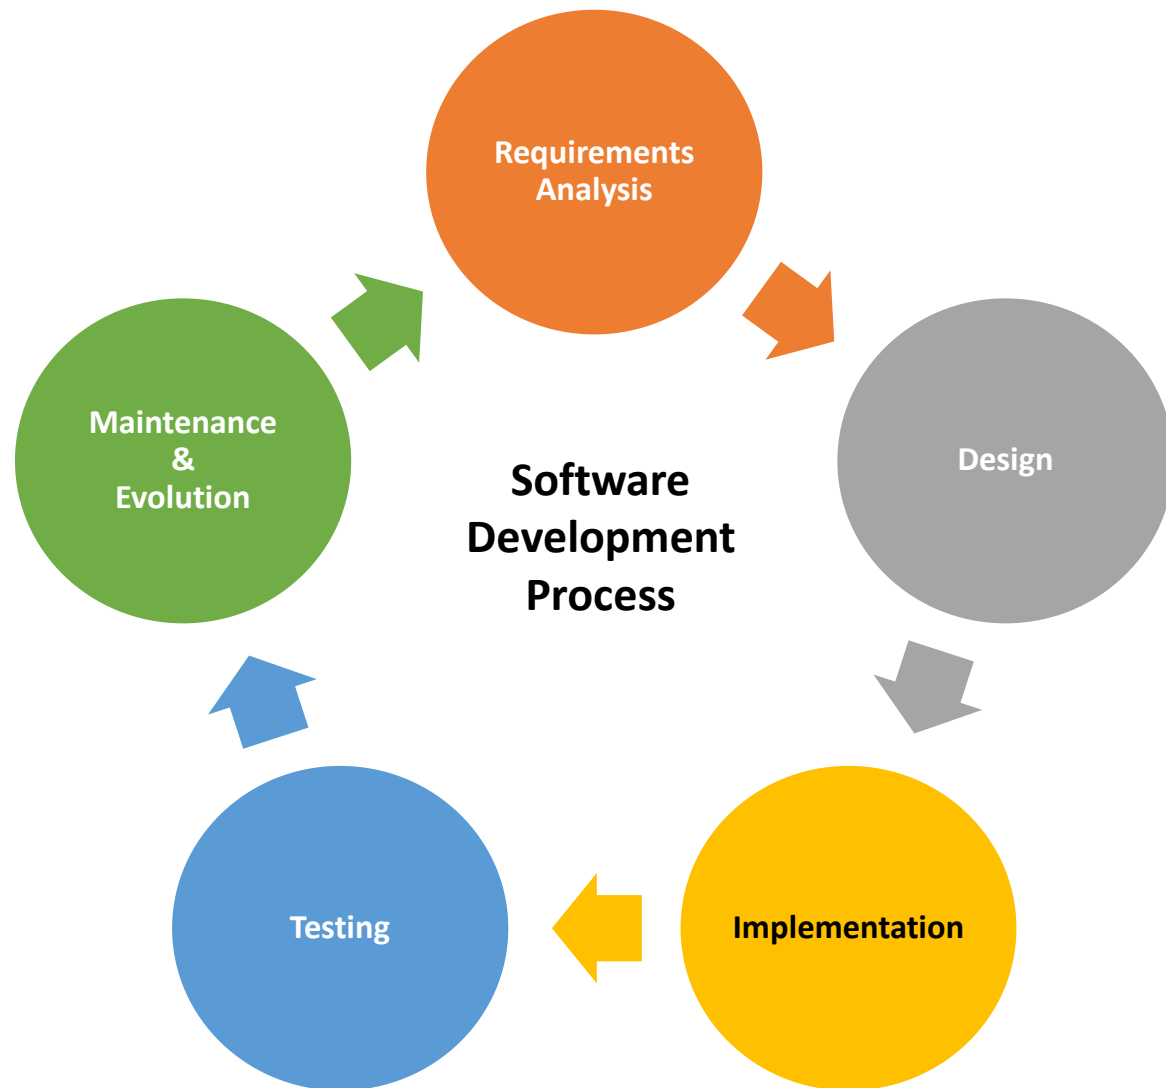 Requirements
Analysis
Maintenance
&
Evolution
Design
Software
Development
Process
Testing
Implementation